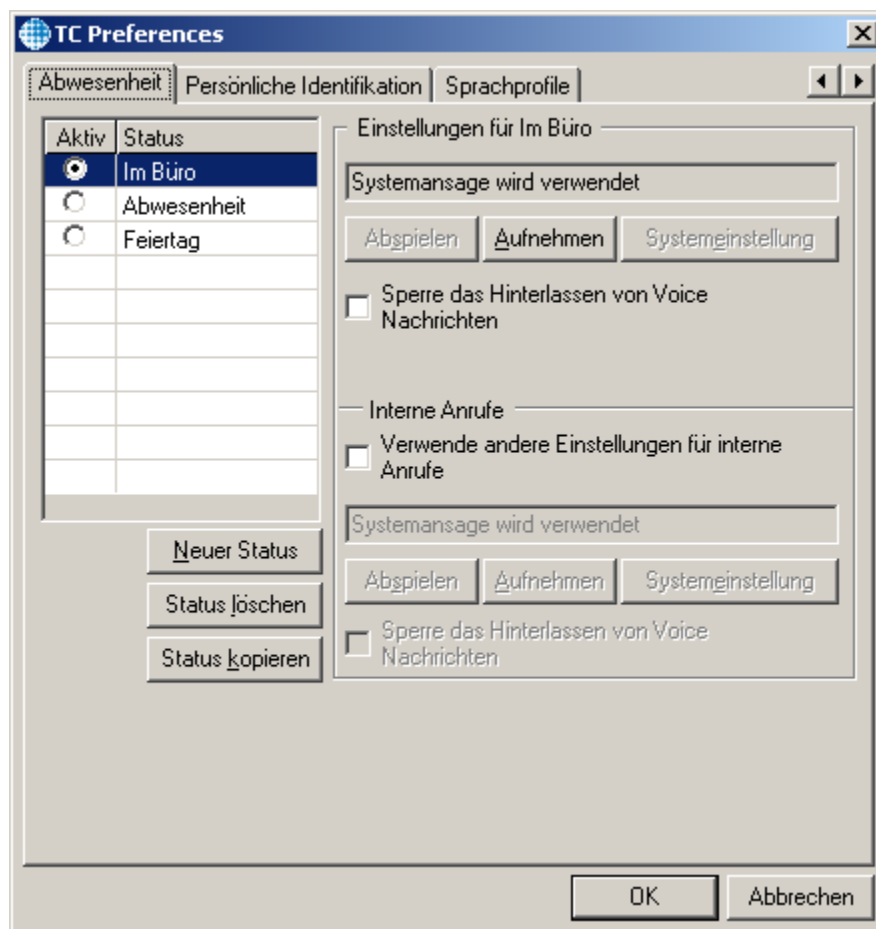 TC Preferences
Abwesenheit
Persönliche Identifikation
Sprachprofile
Aktiv
Status
Im Büro
Abwesenheit
Feiertag
Neuer Status
Status löschen
Status kopieren
Einstellungen für Im Büro
Systemansage wird verwendet
Abspielen
Aufnehmen
Systemeinstellung
Sperre das Hinterlassen von Voice
Nachrichten
Interne Anrufe
Verwende andere Einstellungen für interne
Anrufe
Systemansage wird verwendet
Abspielen
Aufnehmen
Systemeinstellung
Sperre das Hinterlassen von Voice
Nachrichten
OK
Abbrechen